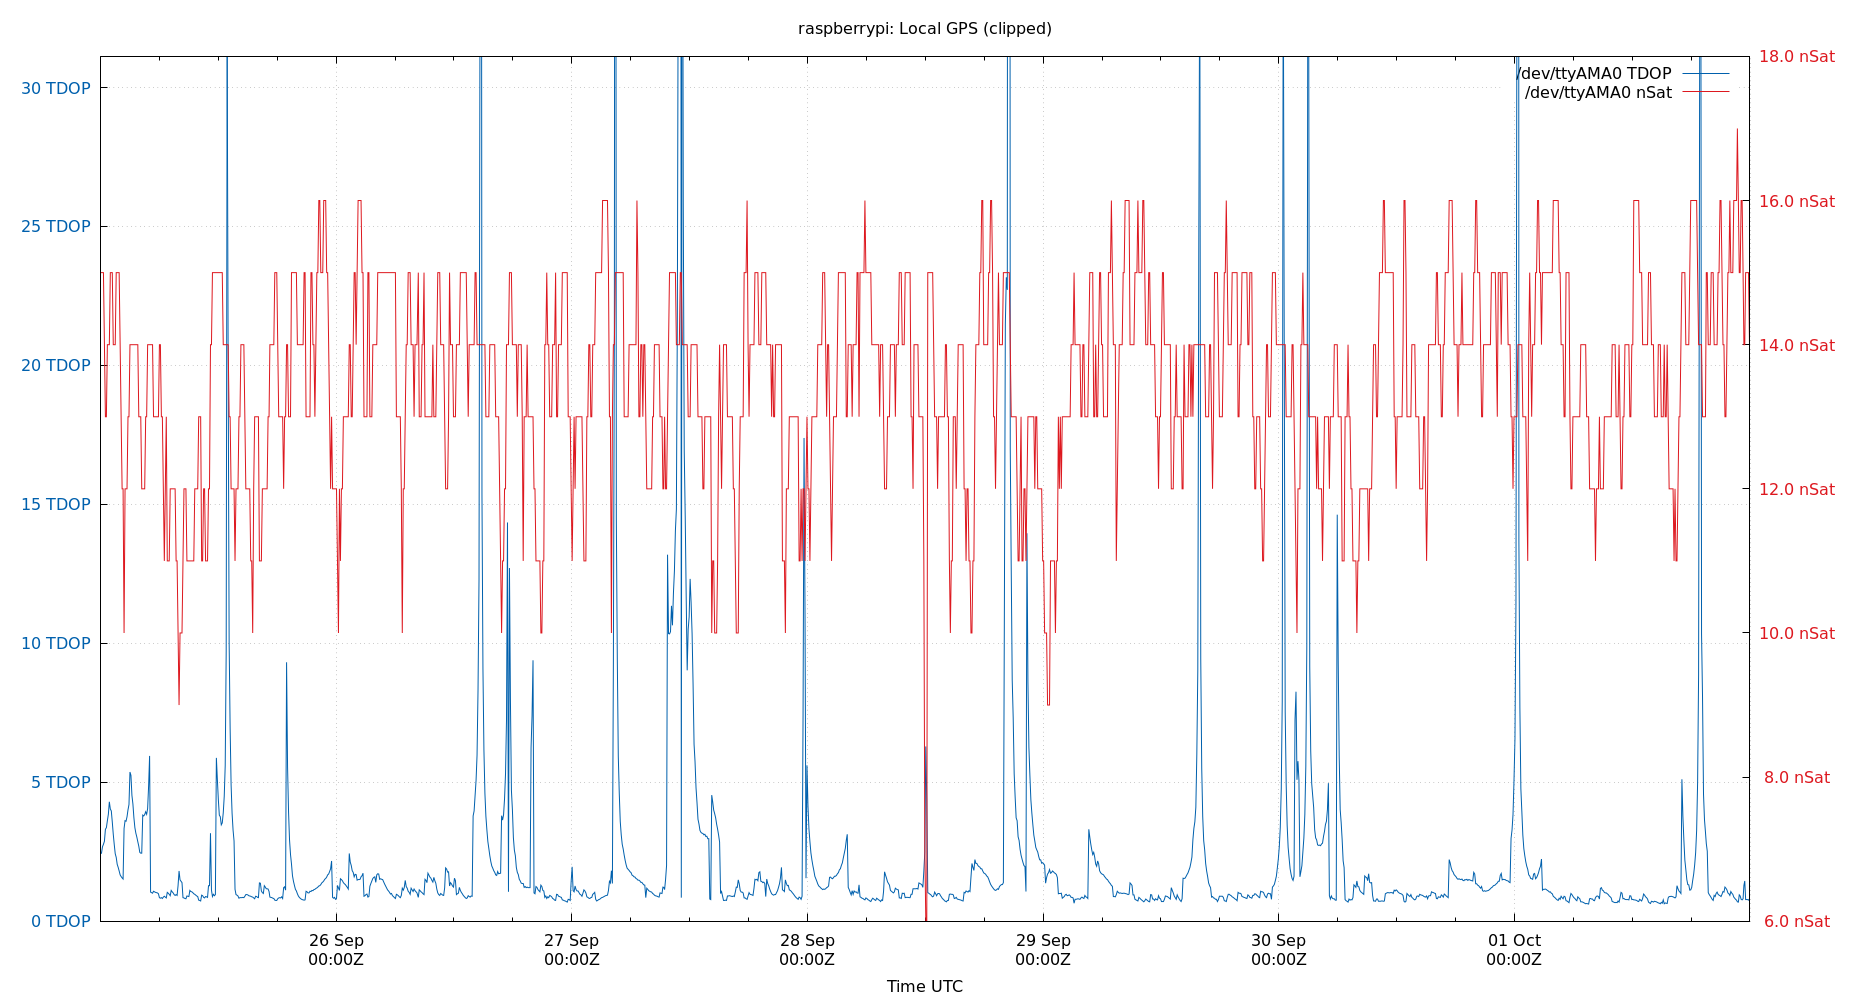 raspberrypi: Local GPS (clipped)
30 TDOP
25 TDOP
20 TDOP
15 TDOP
10 TDOP
5 TDOP
0 TDOP
18.0 nSat
16.0 nSat
14.0 nSat
12.0 nSat
10.0 nSat
8.0 nSat
6.0 nSat
/dev/ttyAMA0 TDOP
/dev/ttyAMA0 nSat
26 Sep
00:00Z
27 Sep
00:00Z
28 Sep
00:00Z
29 Sep
00:00Z
30 Sep
00:00Z
01 Oct
00:00Z
Time UTC